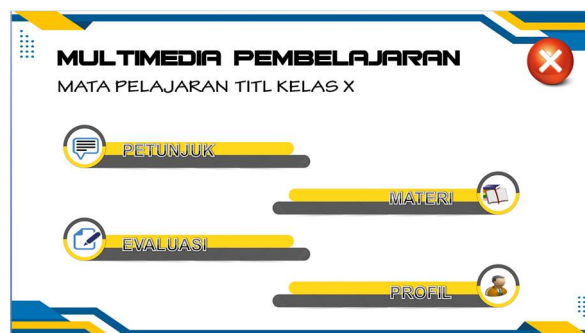 MULTIMEDIA PEMBELAJARAN
MATA PELAJARAN TITL KELAS X
PETUNJUK
MATERI
EVALUASI
PROFIL